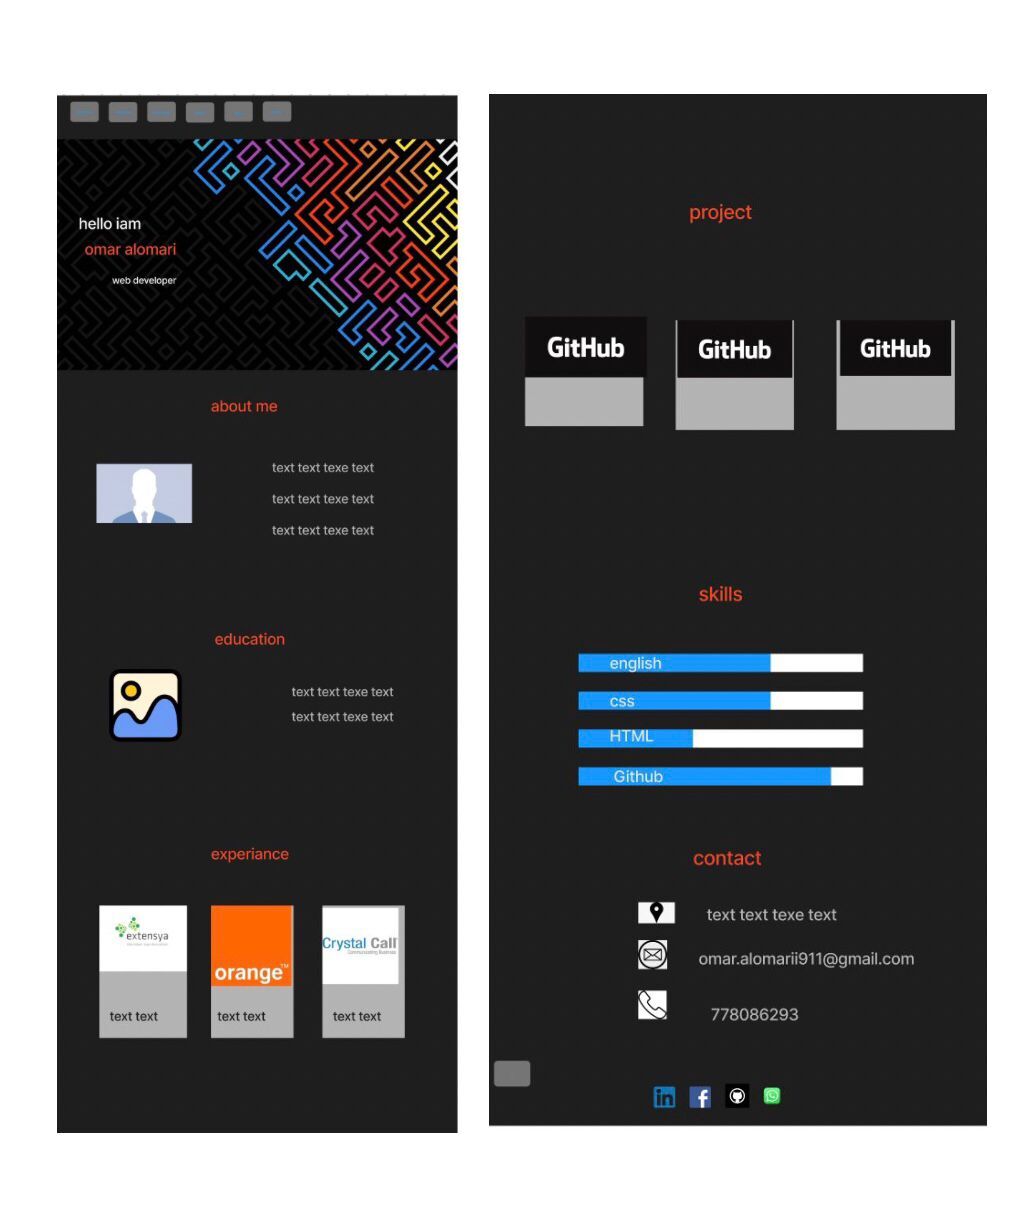 hello iam
omar alomari
web developer
about me
text text texe text
text text texe text
text text texe text
education
text text texe text
text text texe text
experiance
extensya
orange™
Crystal Call
text text
text text
text text
project
GitHub
GitHub
GitHub
skills
english
css
HTML
Github
contact
text text texe text
omar.alomarii911@gmail.com
778086293
in
f